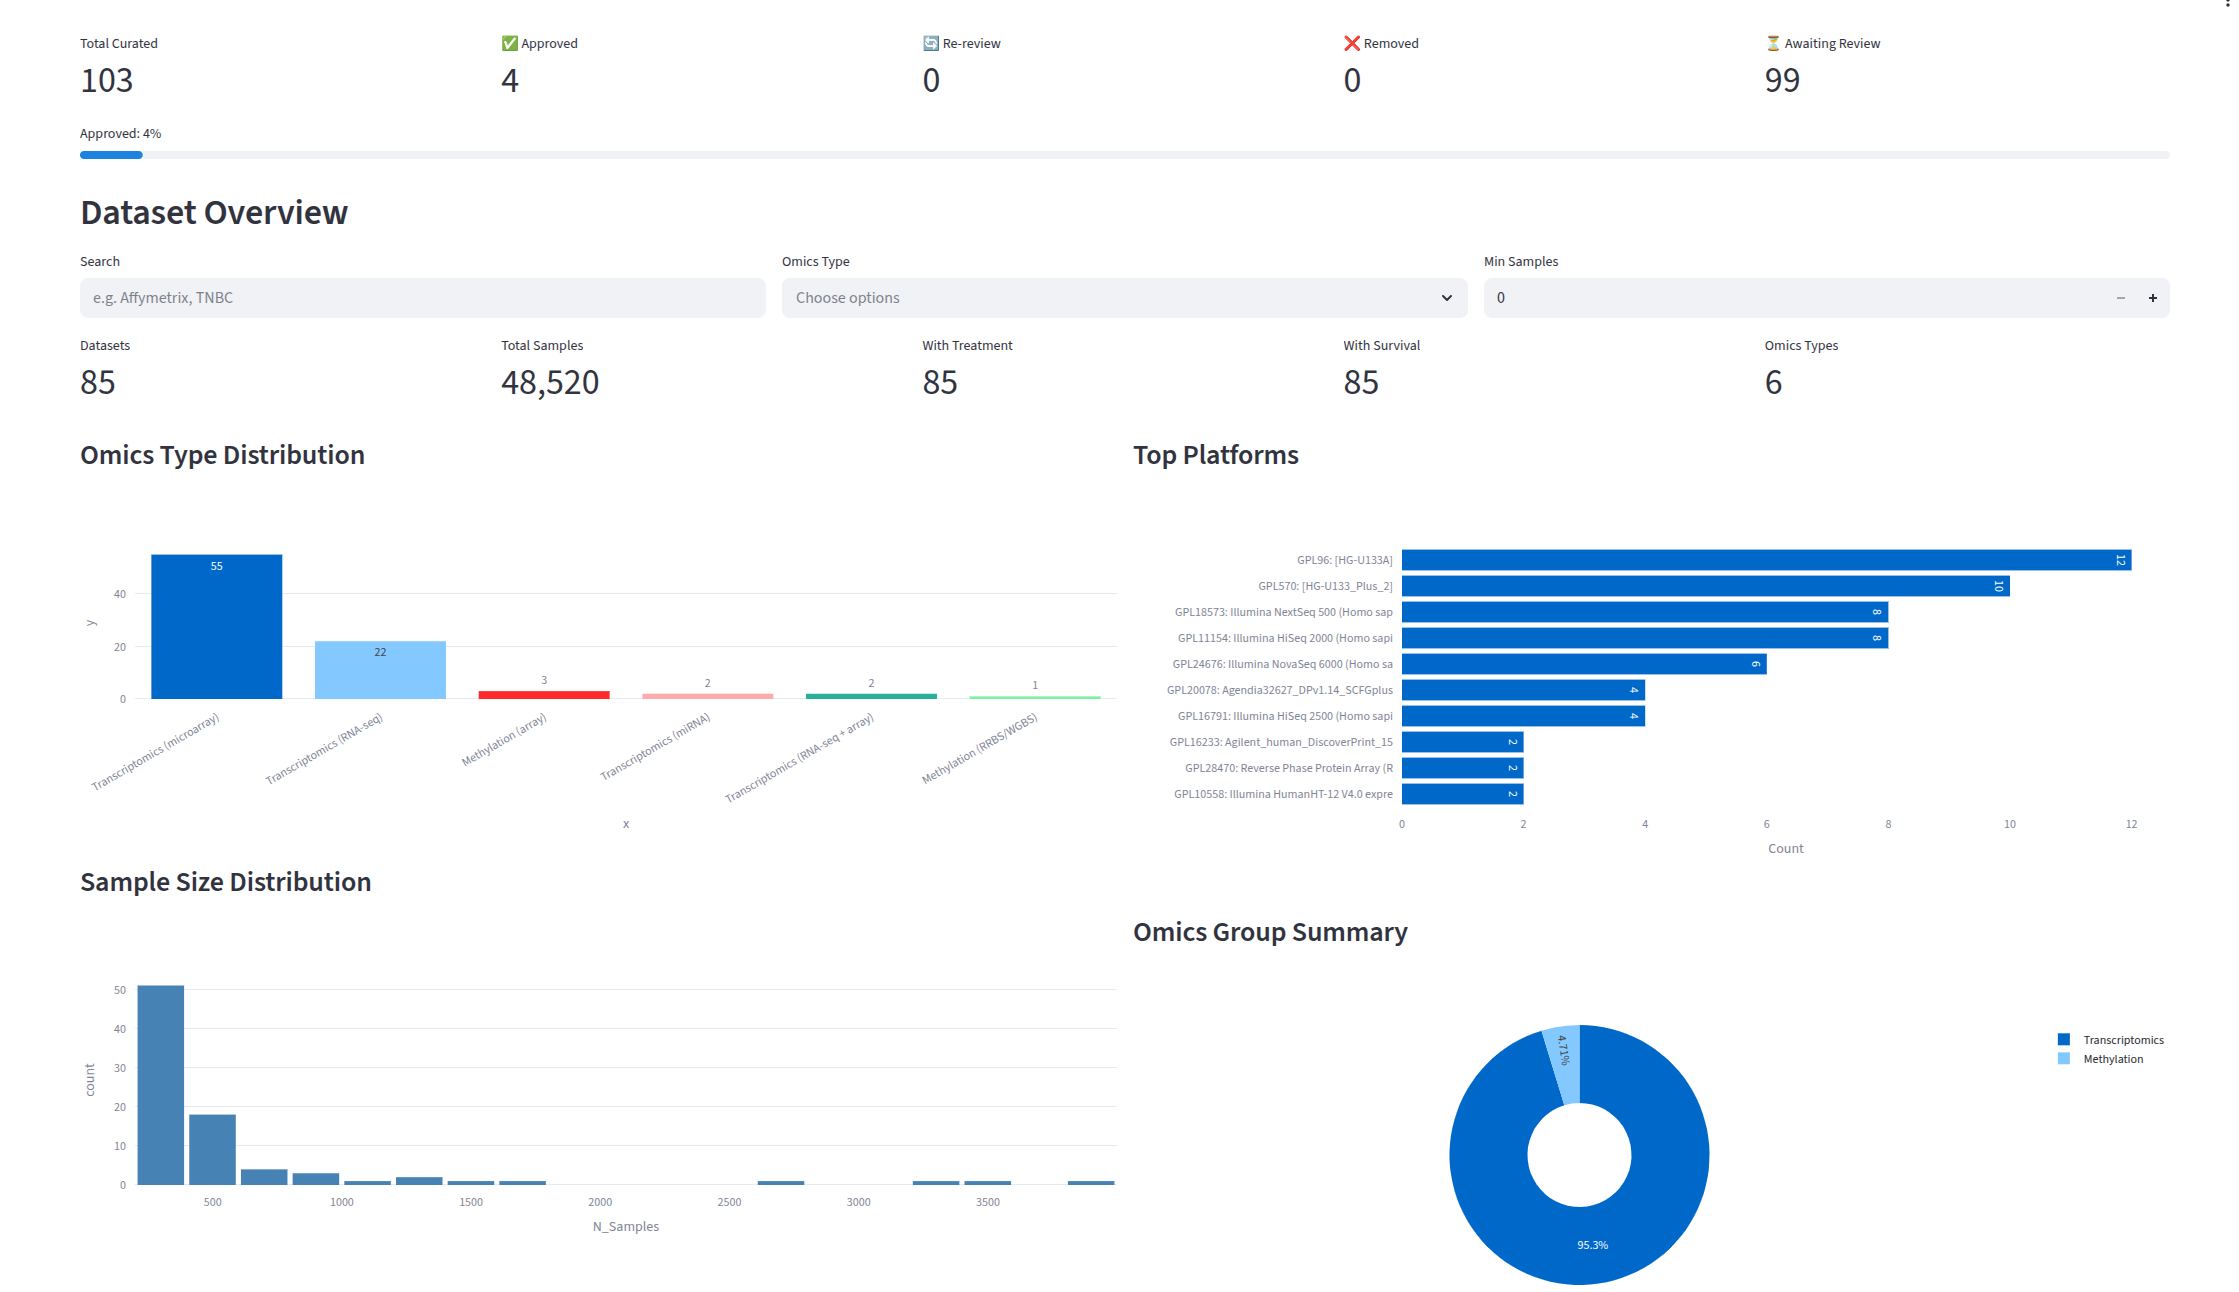 Total Curated
103
✅ Approved
4
🔄 Re-review
0
❌ Removed
0
⏳ Awaiting Review
99
Approved: 4%
Dataset Overview
Search
e.g. Affymetrix, TNBC
Omics Type
Choose options
Min Samples
0
Datasets
85
Total Samples
48,520
With Treatment
85
With Survival
85
Omics Types
6
Omics Type Distribution
y
40
20
0
55
22
3
2
2
1
Transcriptomics (microarray)
Transcriptomics (RNA-seq)
Methylation (array)
Transcriptomics (miRNA)
Transcriptomics (RNA-seq + array)
Methylation (RRBS/WGBS)
x
Top Platforms
GPL96: [HG-U133A]
12
GPL570: [HG-U133_Plus_2]
10
GPL18573: Illumina NextSeq 500 (Homo sap
8
GPL11154: Illumina HiSeq 2000 (Homo sapi
8
GPL24676: Illumina NovaSeq 6000 (Homo sa
6
GPL20078: Agendia32627_DPv1.14_SCFGplus
4
GPL16791: Illumina HiSeq 2500 (Homo sapi
4
GPL16233: Agilent_human_DiscoverPrint_15
2
GPL28470: Reverse Phase Protein Array (R
2
GPL10558: Illumina HumanHT-12 V4.0 expre
2
0 2 4 6 8 10 12
Count
Sample Size Distribution
count
50
40
30
20
10
0
500 1000 1500 2000 2500 3000 3500
N_Samples
Omics Group Summary
4.71%
95.3%
Transcriptomics
Methylation